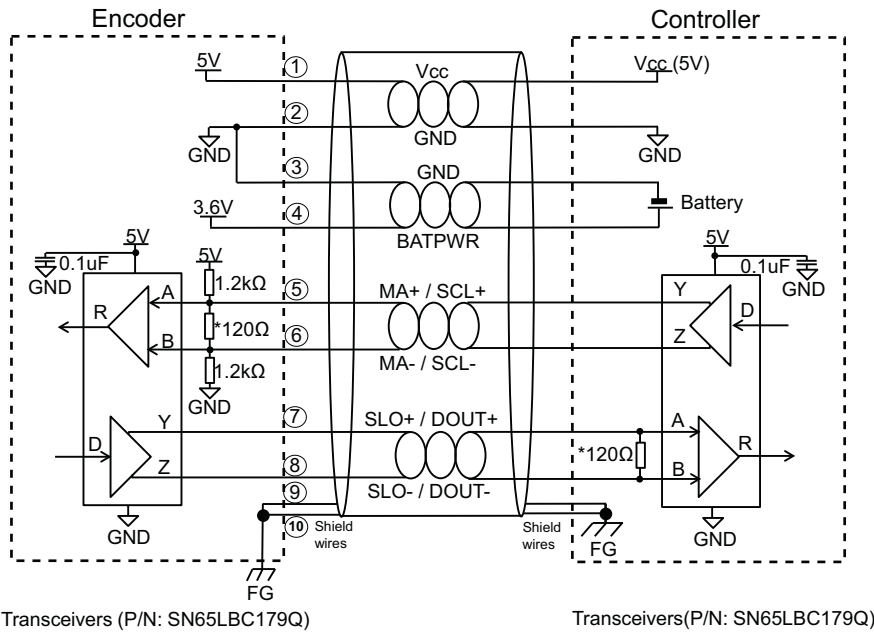 Encoder
Controller
5V
①
Vcc
Vcc (5V)
②
GND
GND
GND
③
GND
3.6V
④
Battery
BATPWR
5V
0.1uF
GND
5V
1.2kΩ
⑤
MA+ / SCL+
5V
0.1uF
GND
A
R
*120Ω
B
⑥
MA- / SCL-
1.2kΩ
GND
Y
D
Z
⑦
SLO+ / DOUT+
Y
D
Z
⑧
SLO- / DOUT-
*120Ω
A
R
B
⑨
⑩
Shield
wires
Shield
wires
GND
FG
FG
GND
Transceivers (P/N: SN65LBC179Q)
Transceivers(P/N: SN65LBC179Q)